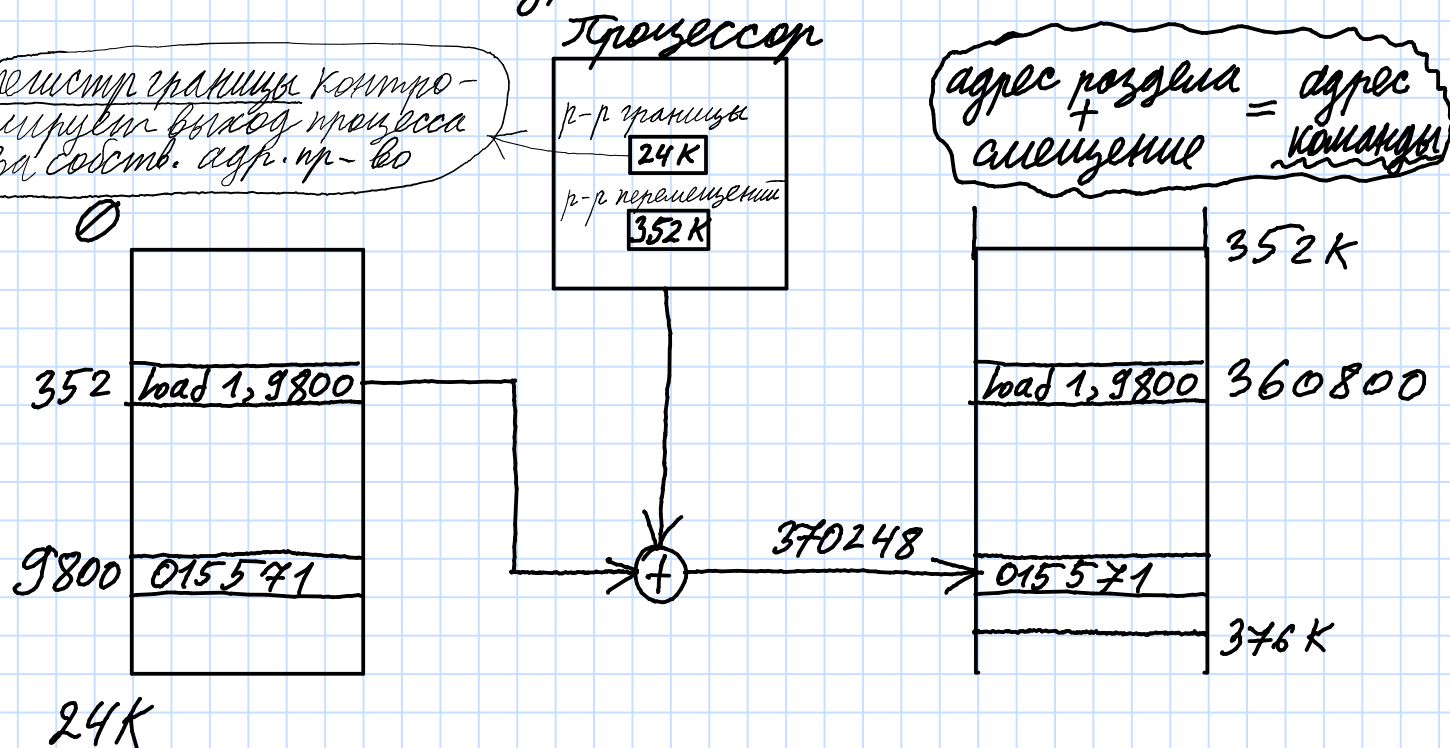 Процессор
регистр границы контро-
лирует выход процесса
за собств. адр. пр-во
р-р границы
24К
р-р перемещений
352К
адрес раздела
+
смещение
= адрес
команды
0
352К
352
Load 1,9800
Load 1,9800
360800
9800
015571
+
370248
015571
376К
24К